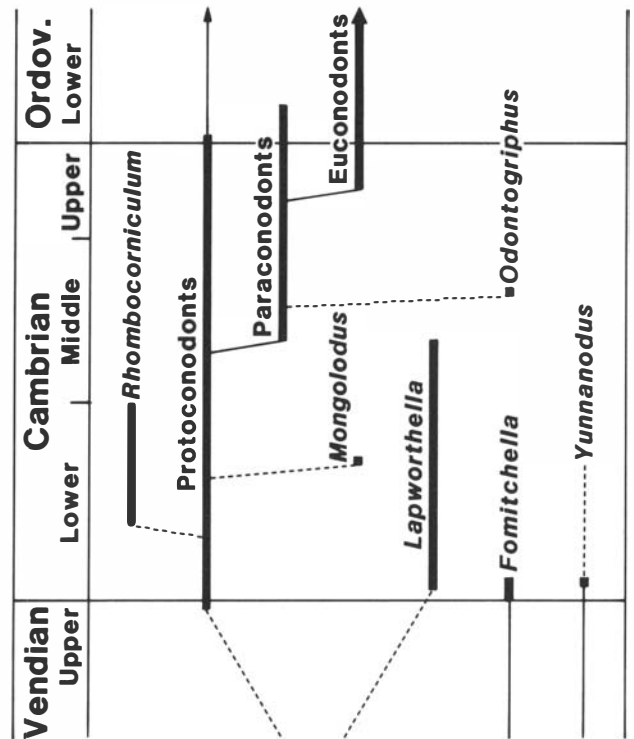 Ordov.
Lower
Cambrian
Upper
Middle
Lower
Vendian
Upper
Rhombocorniculum
Protoconodonts
Paraconodonts
Euconodonts
Mongolodus
Lapworthella
Odontogriphus
Fomitchella
Yunnanodus